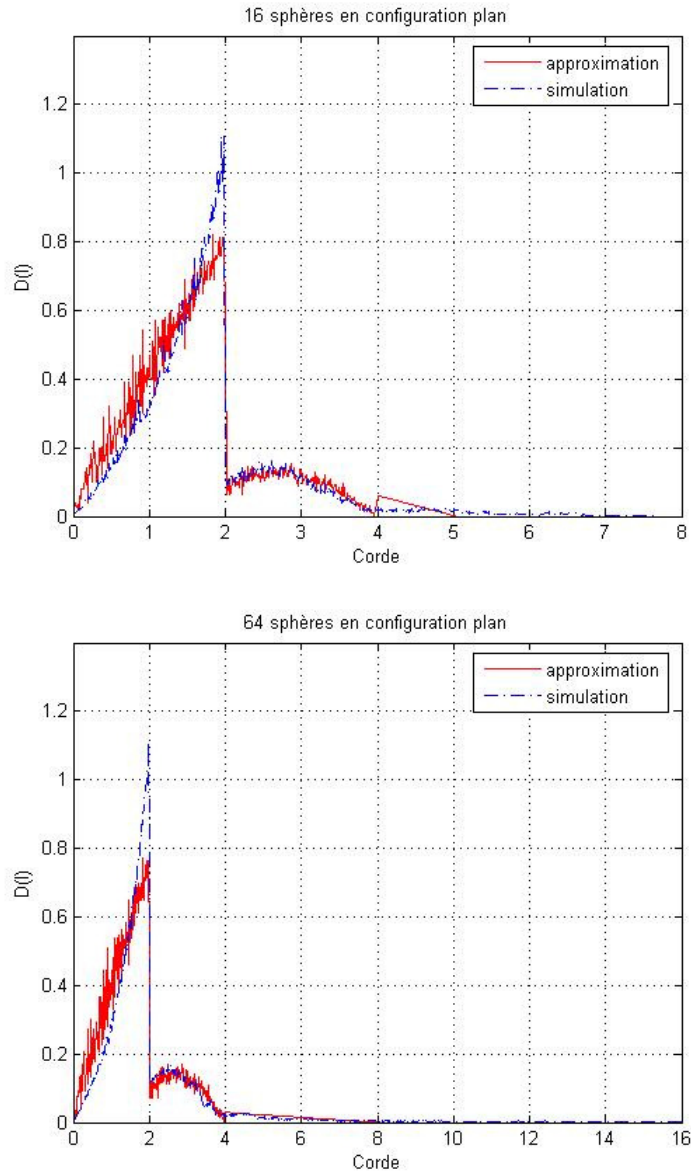 16 sphères en configuration plan
approximation
simulation
1.2
1
0.8
0.6
0.4
0.2
0
D(l)
0 1 2 3 4 5 6 7 8
Corde
64 sphères en configuration plan
approximation
simulation
1.2
1
0.8
0.6
0.4
0.2
0
D(l)
0 2 4 6 8 10 12 14 16
Corde